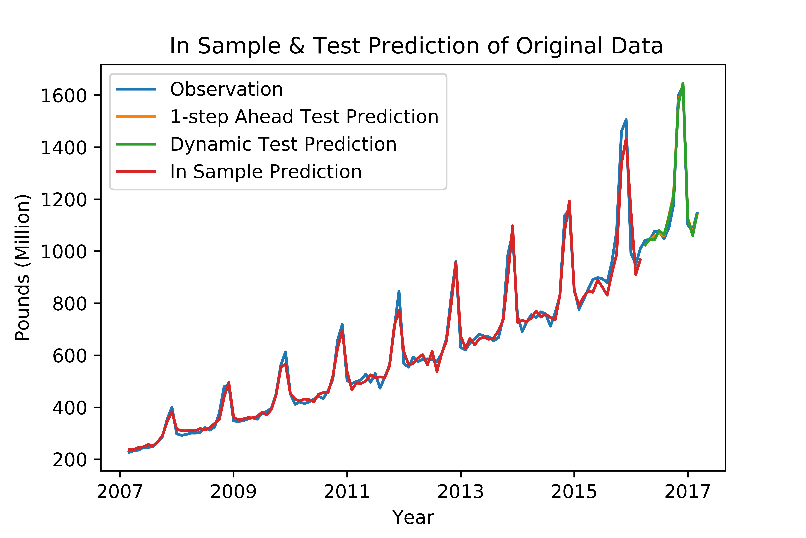 In Sample & Test Prediction of Original Data
Observation
1-step Ahead Test Prediction
Dynamic Test Prediction
In Sample Prediction
1600
1400
1200
1000
800
600
400
200
Pounds (Million)
2007 2009 2011 2013 2015 2017
Year